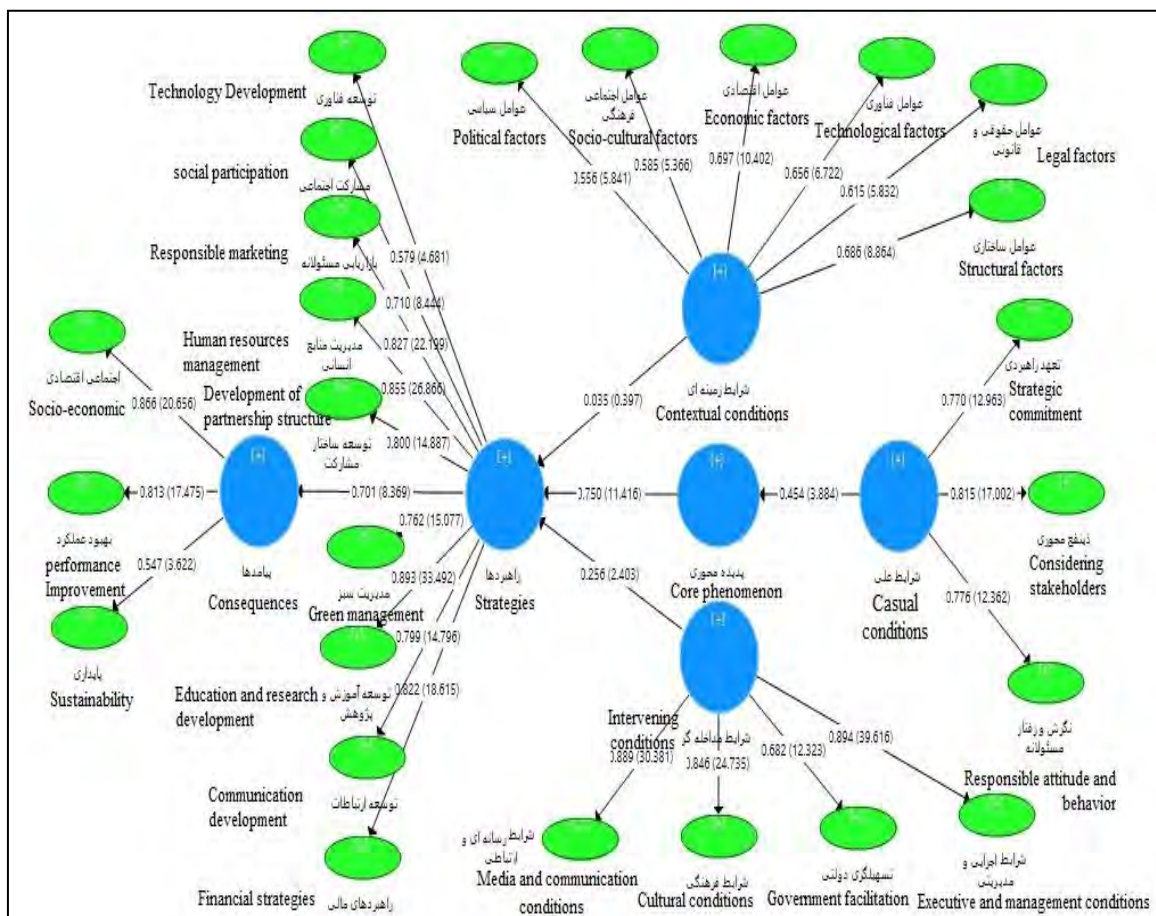 Technology Development
توسعه فناوری
social participation
مشارکت اجتماعی
Responsible marketing
بازاریابی مسئولانه
Human resources
management
مدیریت منابع
انسانی
Development of
partnership structure
توسعه ساختار
مشارکت
0.579 (4.681)
0.710 (8.444)
0.827 (22.199)
0.855 (26.866)
0.800 (14.887)
عوامل سیاسی
Political factors
عوامل اجتماعی
فرهنگی
Socio-cultural factors
عوامل اقتصادی
Economic factors
عوامل فناوری
Technological factors
عوامل حقوقی و
قانونی
Legal factors
عوامل ساختاری
Structural factors
0.556 (5.841)
0.585 (5.366)
0.697 (10.402)
0.656 (6.722)
0.615 (5.832)
0.686 (8.864)
[+]
شرایط زمینه ای
Contextual conditions
0.035 (0.397)
اجتماعی اقتصادی
Socio-economic
0.866 (20.656)
[+]
0.813 (17.475)
بهبود عملکرد
performance
Improvement
0.547 (3.622)
پایداری
Sustainability
پیامدها
Consequences
0.701 (8.369)
[+]
راهبردها
Strategies
0.750 (11.416)
[+]
پدیده محوری
Core phenomenon
0.454 (3.884)
[+]
شرایط علی
Casual
conditions
0.770 (12.963)
تعهد راهبردی
Strategic
commitment
0.815 (17.002)
ذینفع محوری
Considering
stakeholders
0.776 (12.362)
نگرش و رفتار
مسئولانه
Responsible attitude and
behavior
0.762 (15.077)
0.893 (33.492)
0.799 (14.796)
0.822 (18.615)
مدیریت سبز
Green management
Education and research
development
توسعه آموزش و
پژوهش
Communication
development
توسعه ارتباطات
Financial strategies
راهبردهای مالی
0.256 (2.403)
[+]
Intervening
conditions
شرایط مداخله گر
0.889 (30.381)
0.846 (24.735)
0.682 (12.323)
0.894 (39.616)
شرایط رسانه ای و
ارتباطی
Media and communication
conditions
شرایط فرهنگی
Cultural conditions
تسهیلگری دولتی
Government facilitation
شرایط اجرایی و
مدیریتی
Executive and management conditions